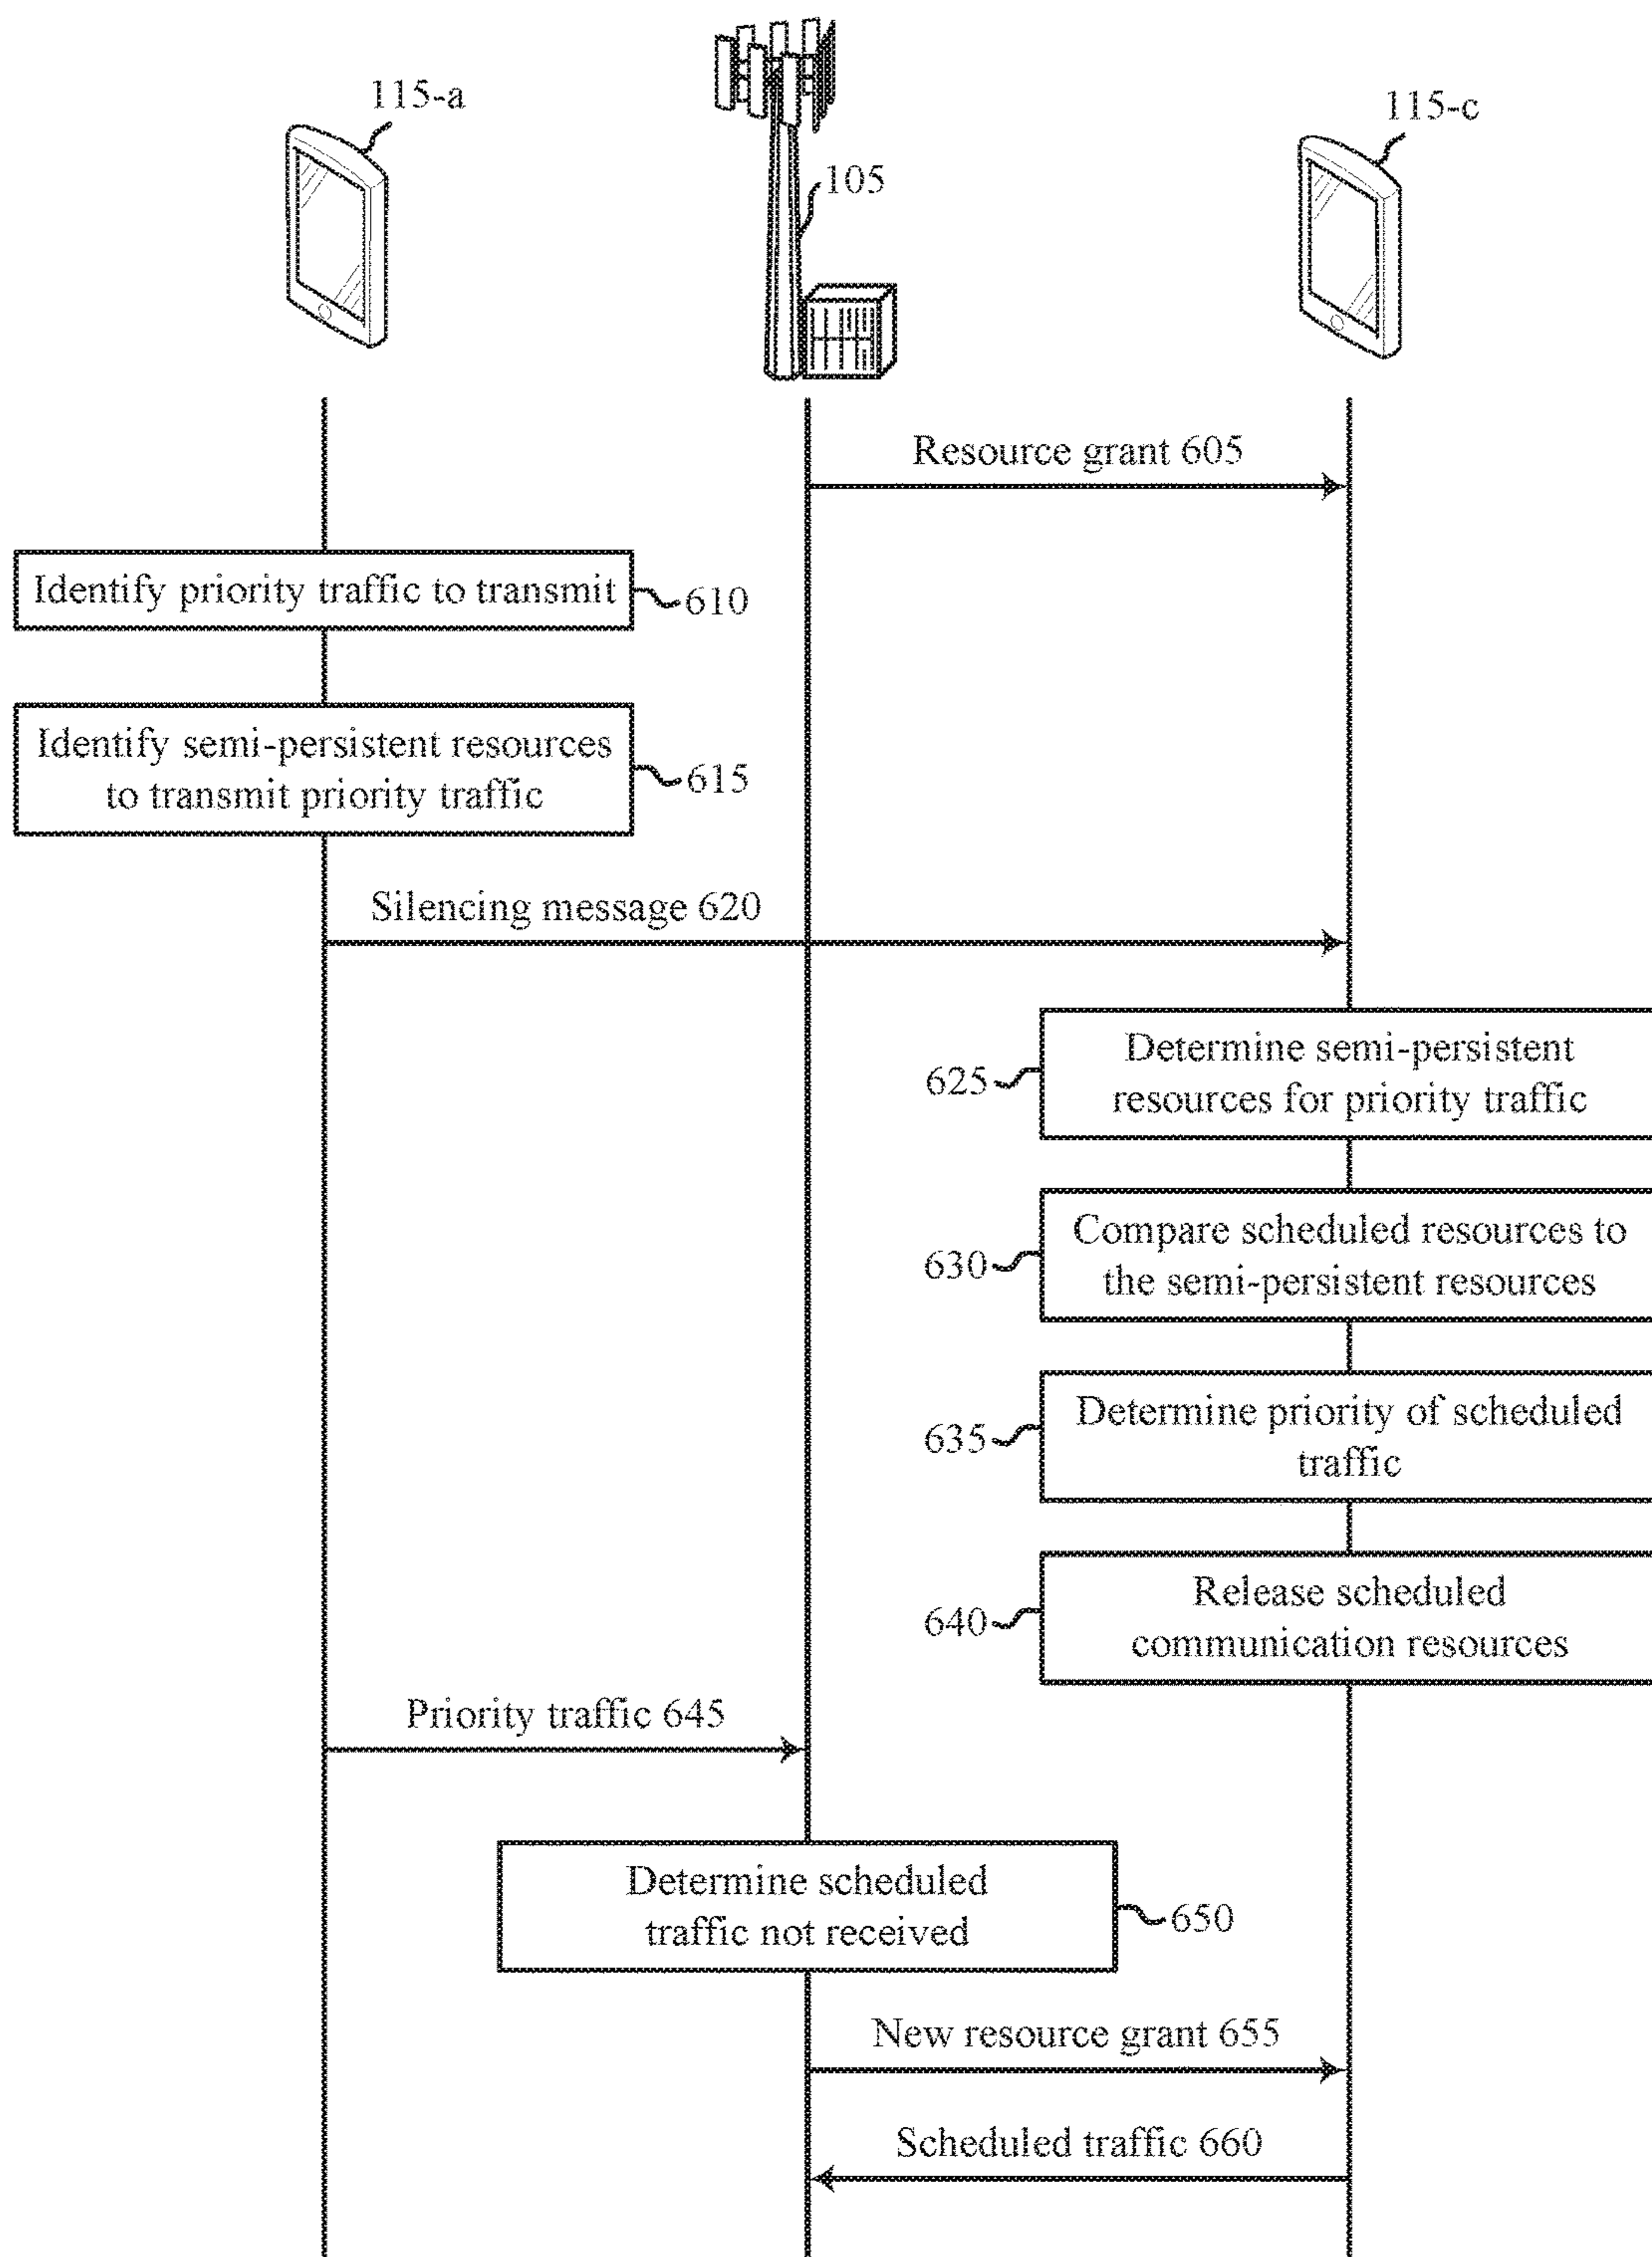 115-a
105
115-c
Resource grant 605
Identify priority traffic to transmit
610
Identify semi-persistent resources
to transmit priority traffic
615
Silencing message 620
Determine semi-persistent
resources for priority traffic
625
Compare scheduled resources to
the semi-persistent resources
630
Determine priority of scheduled
traffic
635
Release scheduled
communication resources
640
Priority traffic 645
Determine scheduled
traffic not received
650
New resource grant 655
Scheduled traffic 660